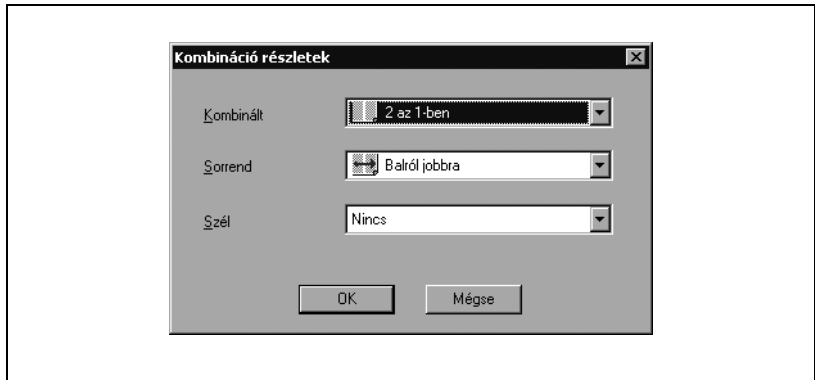 Kombináció részletek
Kombinált
2 az 1-ben
Sorrend
Balról jobbra
Szél
Nincs
OK
Mégse